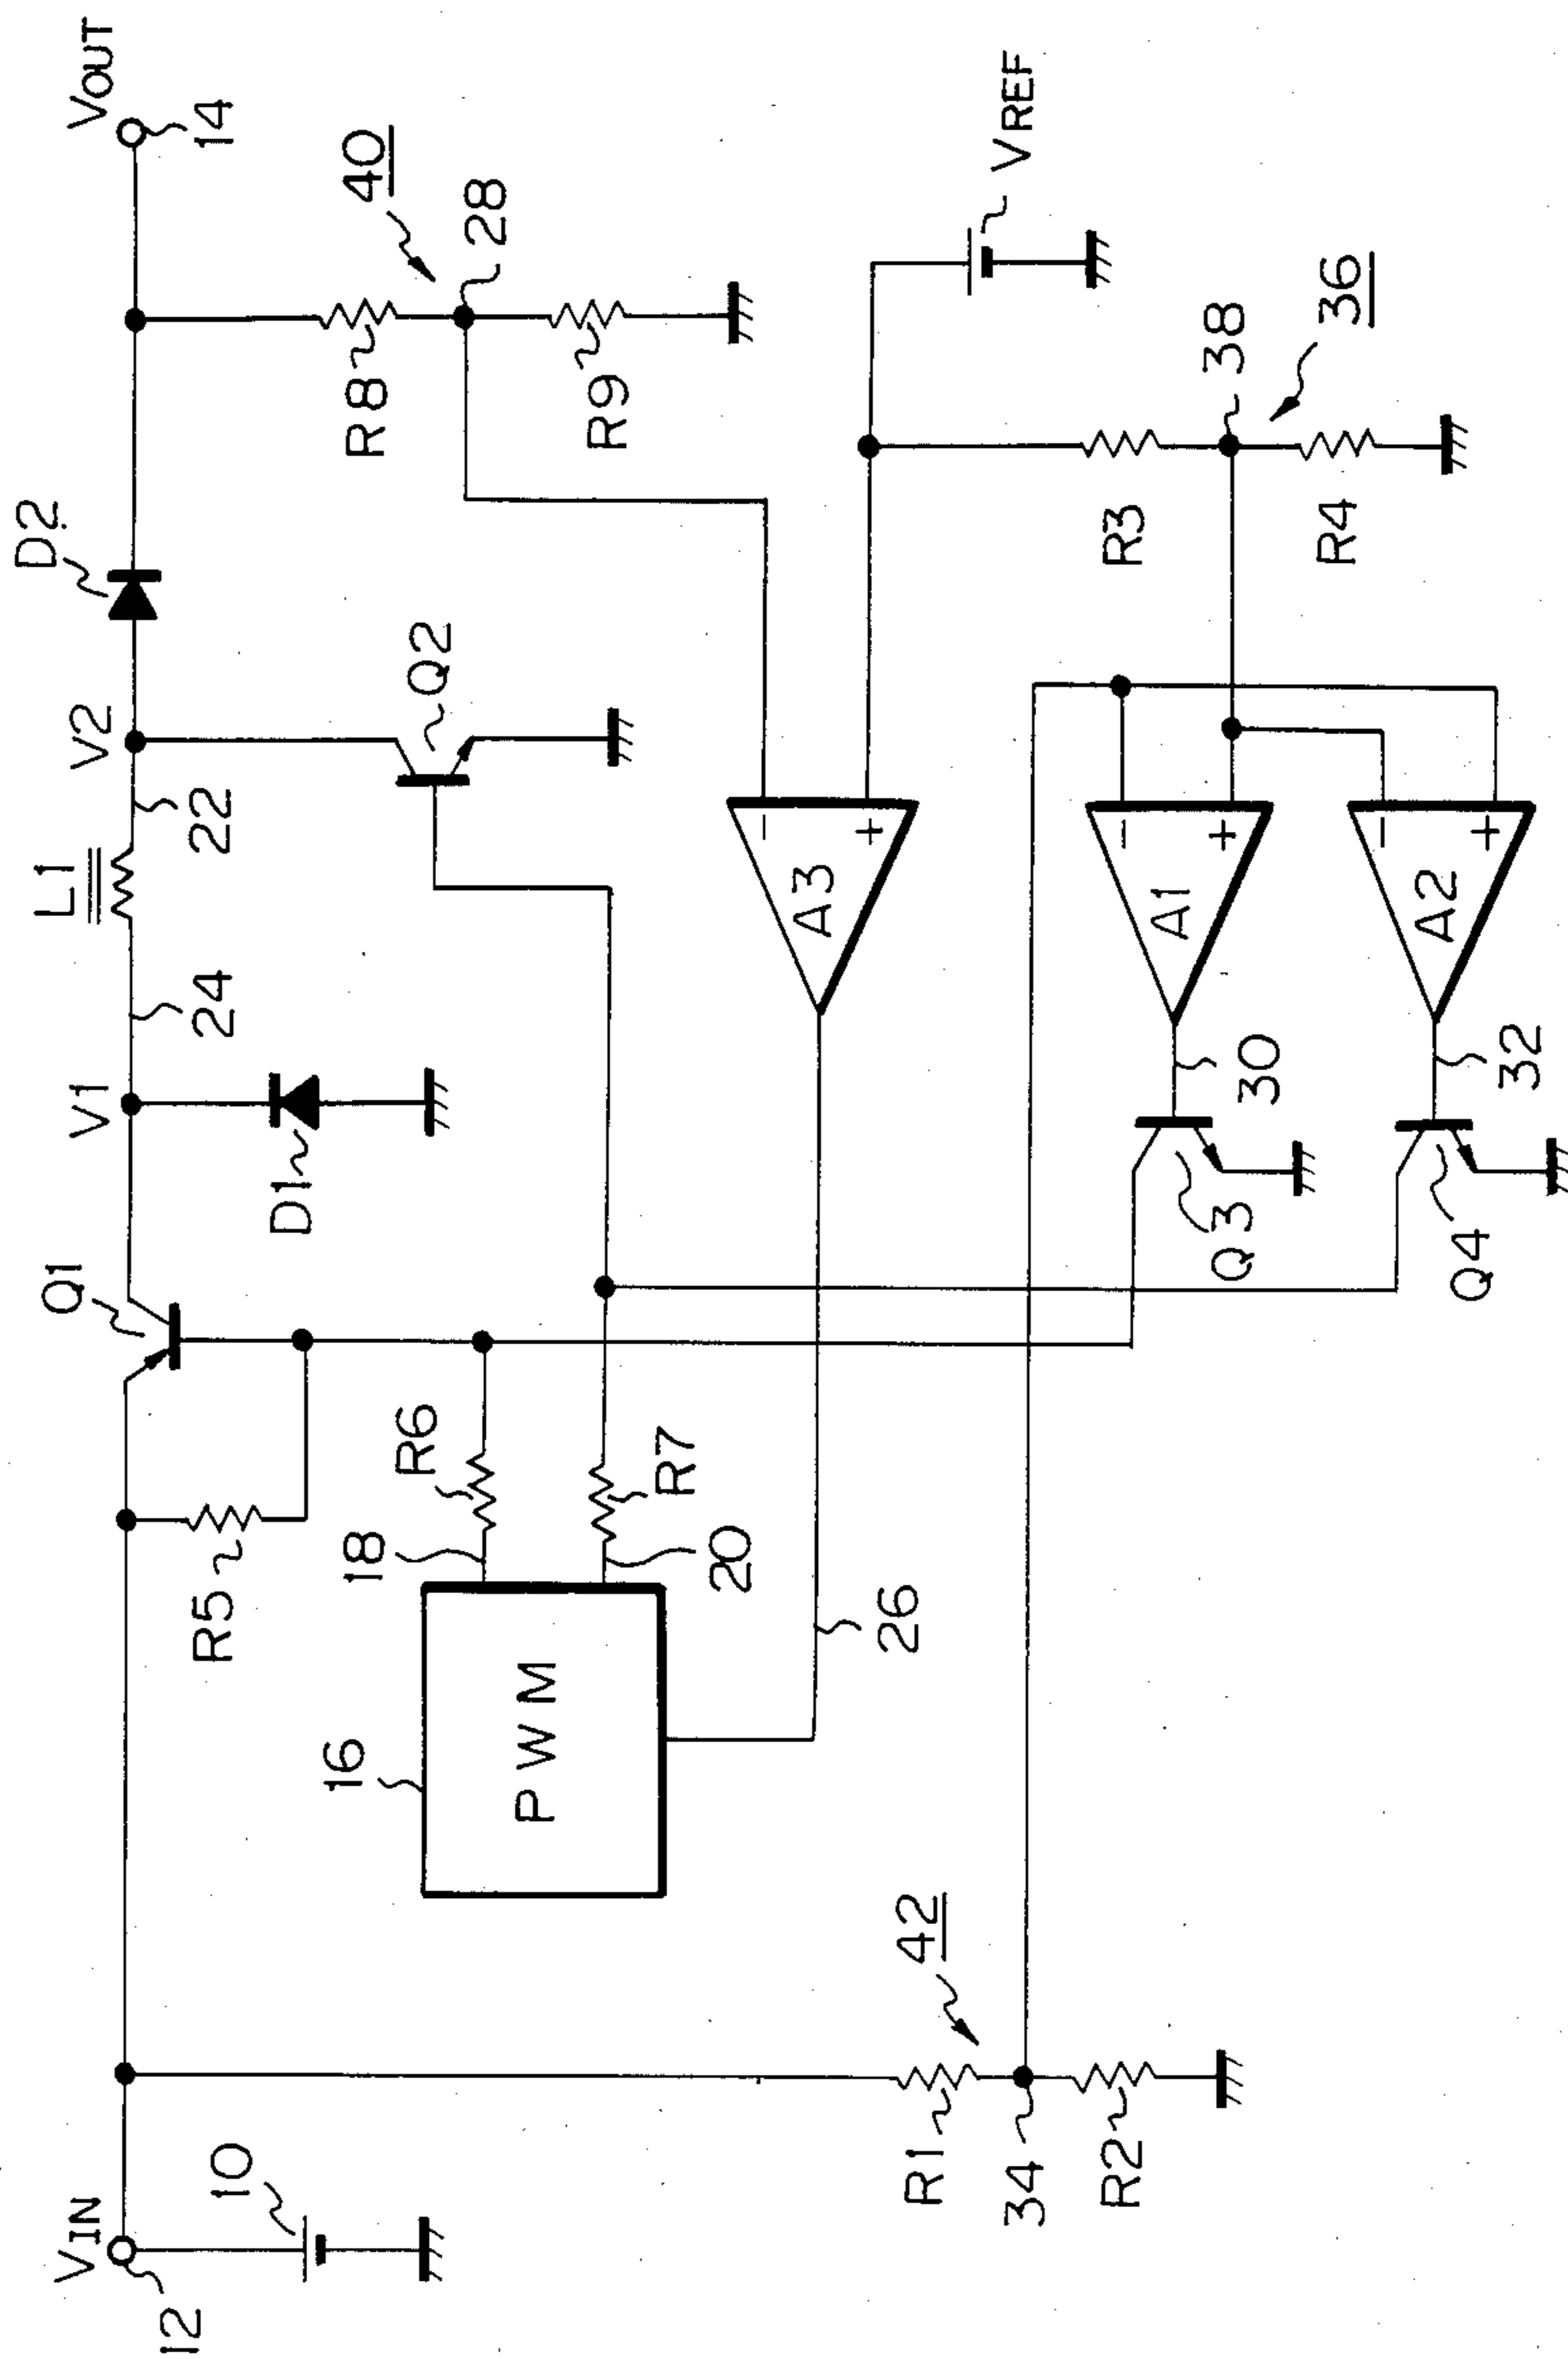 VIN
12
10
R5
Q1
V1
24
L1
22
V2
D2
VOUT
14
D1
Q2
R8
40
28
R9
16
PWM
18
R6
R7
20
26
A3
-
+
VREF
42
R1
34
R2
R3
38
36
R4
A1
-
+
30
Q3
A2
-
+
32
Q4